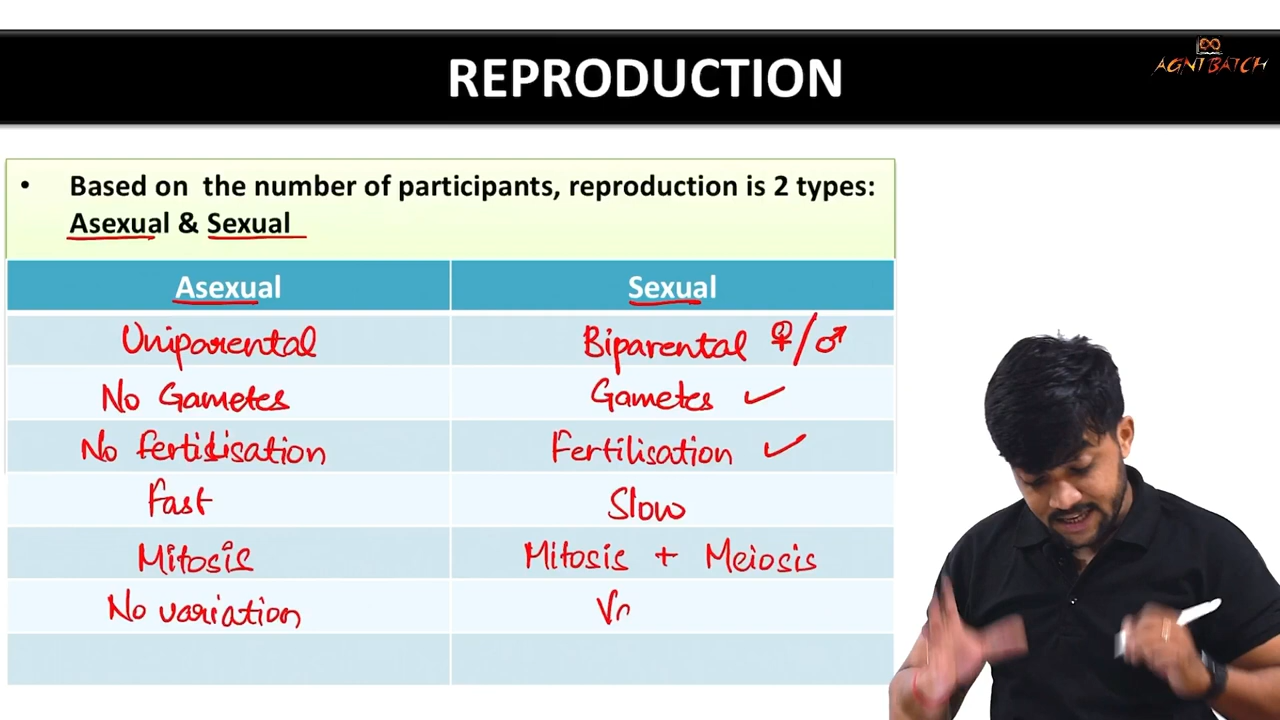 REPRODUCTION
AGNI BATCH
• Based on the number of participants, reproduction is 2 types:
Asexual & Sexual
Asexual Sexual
Uniparental Biparental ♀/♂
No Gametes Gametes ✓
No fertilisation Fertilisation ✓
Fast Slow
Mitosis Mitosis + Meiosis
No variation